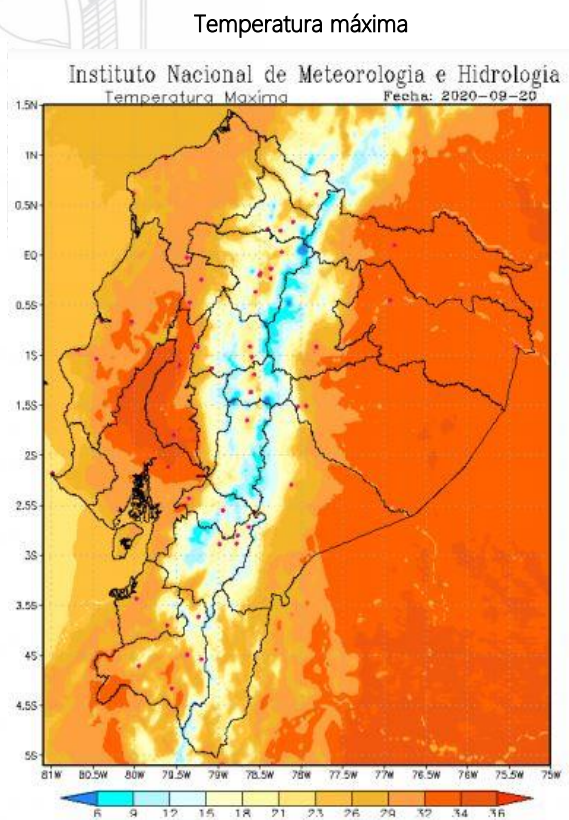 Temperatura máxima
Instituto Nacional de Meteorologia e Hidrologia
Temperatura Maxima Fecha: 2020-09-20
1.5N
1N
0.5N
EQ
0.5S
1S
1.5S
2S
2.5S
3S
3.5S
4S
4.5S
5S
81W 80.5W 80W 79.5W 79W 78.5W 78W 77.5W 77W 76.5W 76W 75.5W 75W
6 9 12 15 18 21 23 26 29 32 34 36